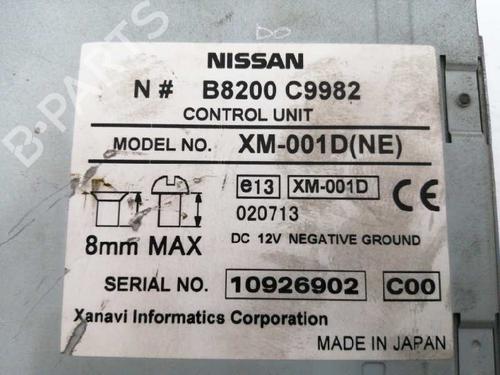 DO
NISSAN
N # B8200 C9982
CONTROL UNIT
MODEL NO. XM-001D(NE)
e13 XM-001D CE
020713
8mm MAX DC 12V NEGATIVE GROUND
SERIAL NO. 10926902 C00
Xanavi Informatics Corporation
MADE IN JAPAN
B-PARTS